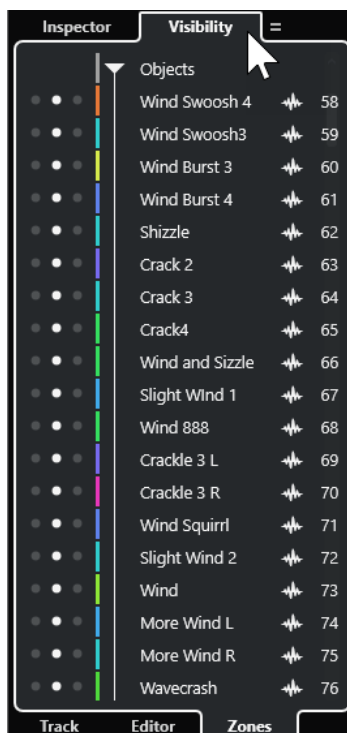 Inspector Visibility
Objects
Wind Swoosh 4 58
Wind Swoosh3 59
Wind Burst 3 60
Wind Burst 4 61
Shizzle 62
Crack 2 63
Crack 3 64
Crack4 65
Wind and Sizzle 66
Slight WInd 1 67
Wind 888 68
Crackle 3 L 69
Crackle 3 R 70
Wind Squirrl 71
Slight Wind 2 72
Wind 73
More Wind L 74
More Wind R 75
Wavecrash 76
Track Editor Zones